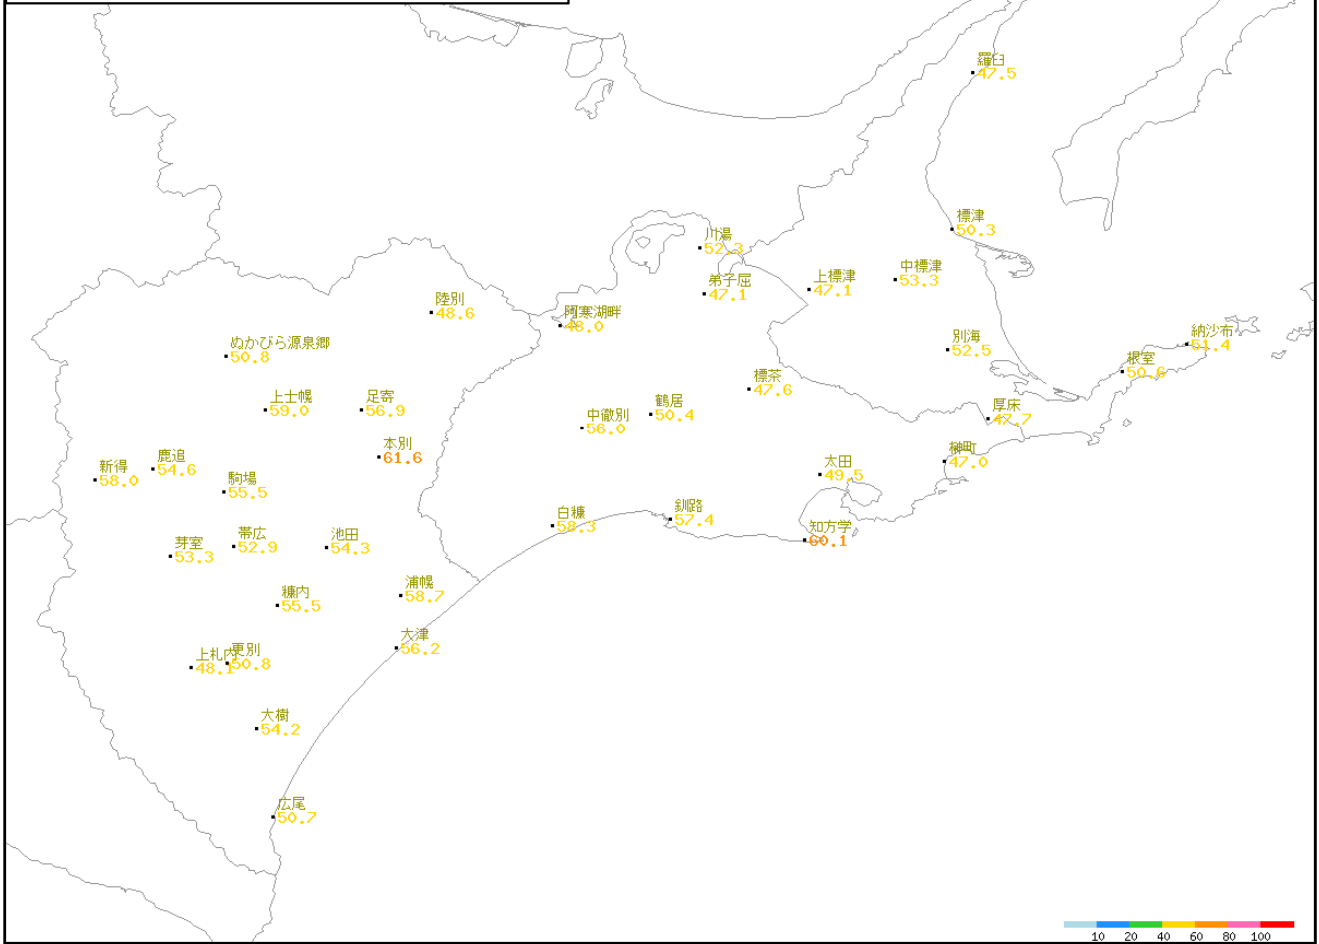 羅臼
47.5
標津
50.3
川湯
52.3
中標津
53.3
上標津
47.1
弟子屈
47.1
陸別
48.6
阿寒湖畔
48.0
納沙布
51.4
ぬかびら源泉郷
50.8
別海
52.5
根室
50.6
標茶
47.6
上士幌
59.0
足寄
56.9
鶴居
50.4
厚床
47.7
中徹別
56.0
本別
61.6
榊町
47.0
鹿追
54.6
新得
58.0
太田
49.5
駒場
55.5
釧路
57.4
白糠
58.3
知方学
60.1
帯広
52.9
池田
54.3
芽室
53.3
浦幌
58.7
糠内
55.5
大津
56.2
更別
50.8
上札内
48.1
大樹
54.2
広尾
50.7
10 20 40 60 80 100